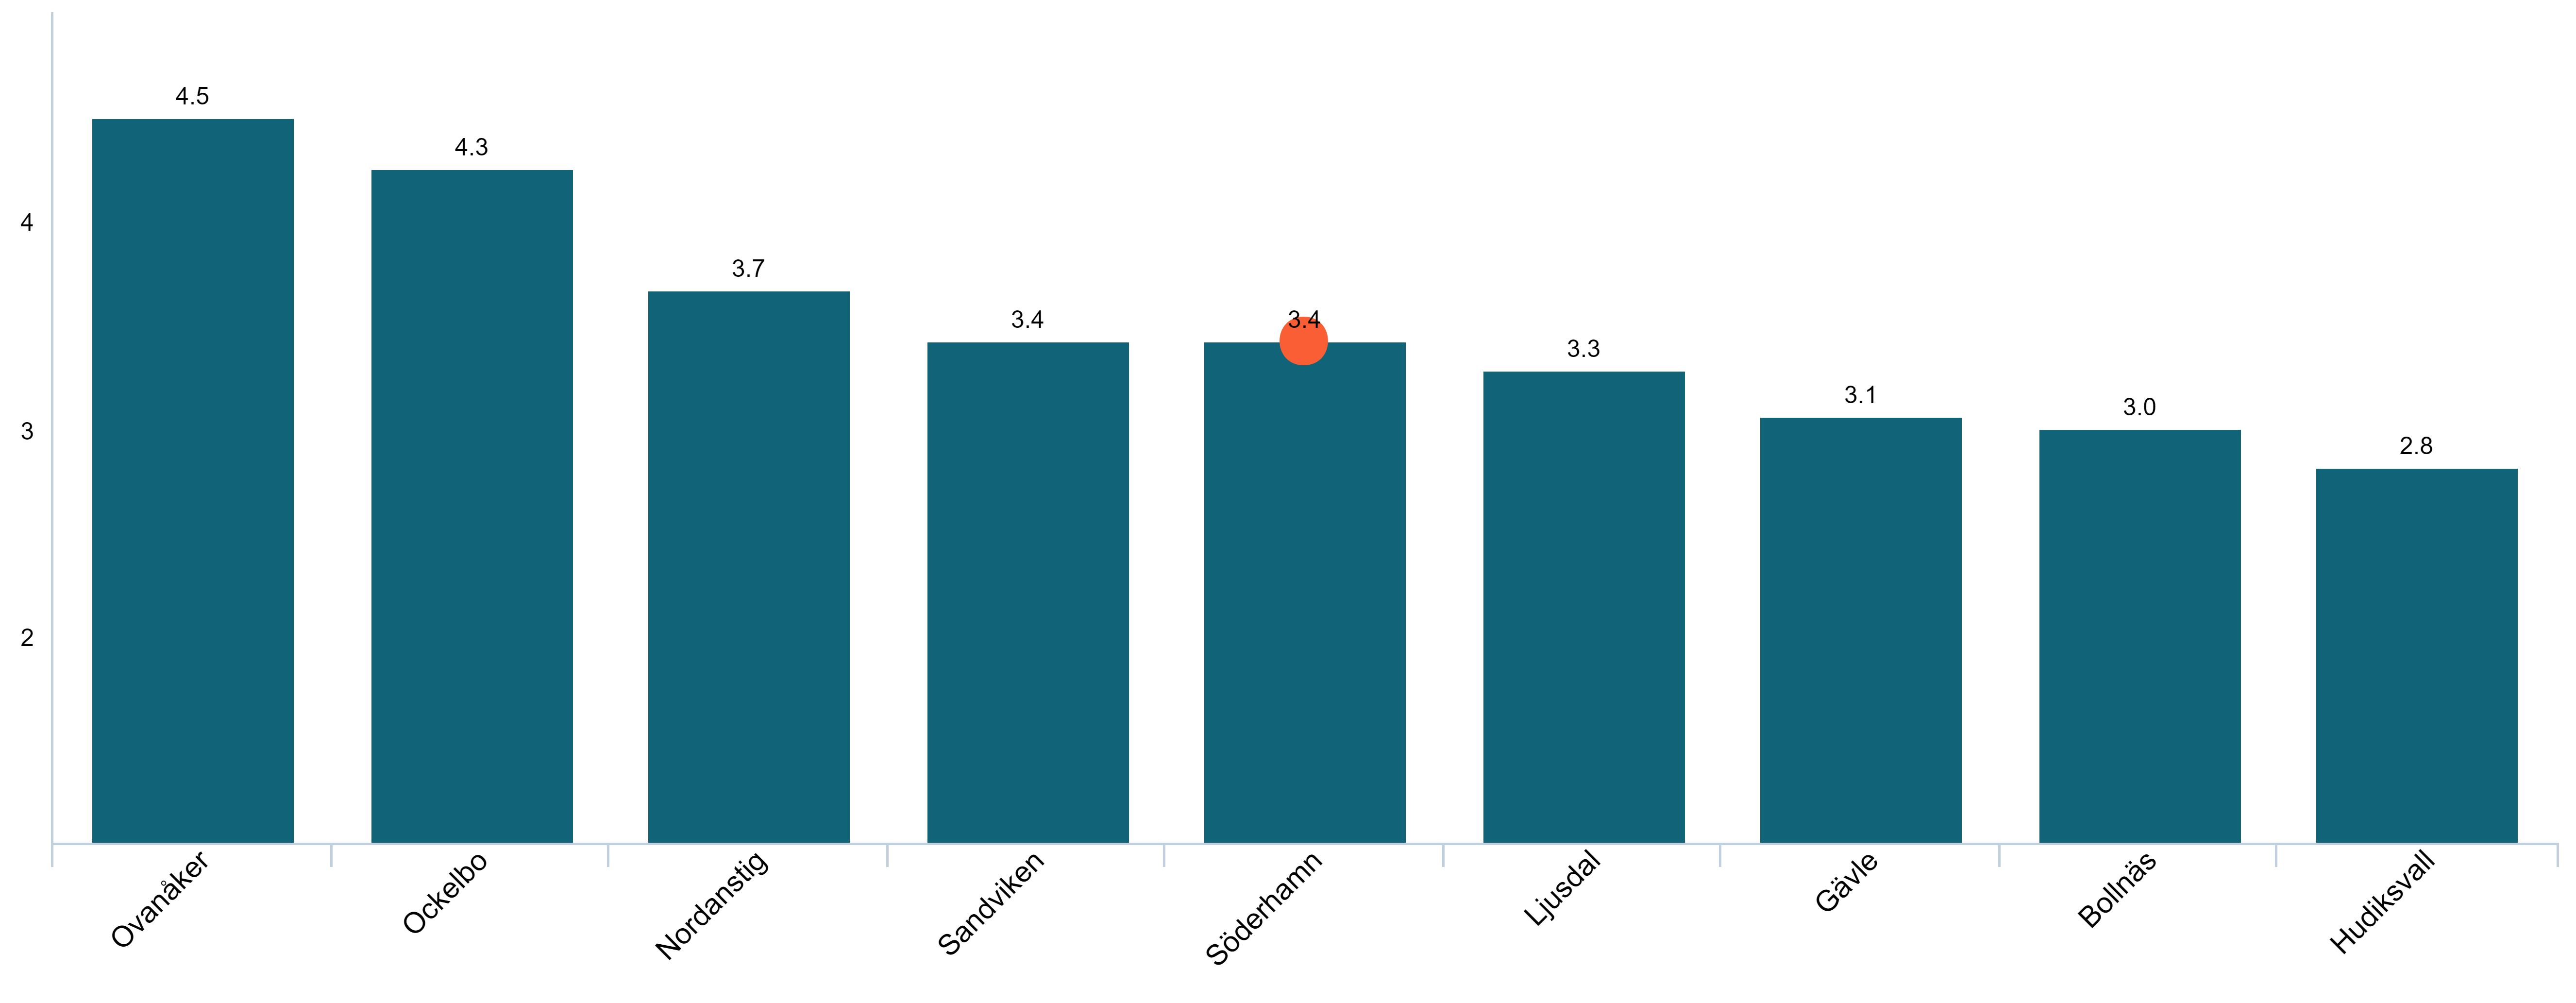 4.5
4.3
3.7
3.4
3.4
3.3
3.1
3.0
2.8
4
3
2
Ovanåker
Ockelbo
Nordanstig
Sandviken
Söderhamn
Ljusdal
Gävle
Bollnäs
Hudiksvall